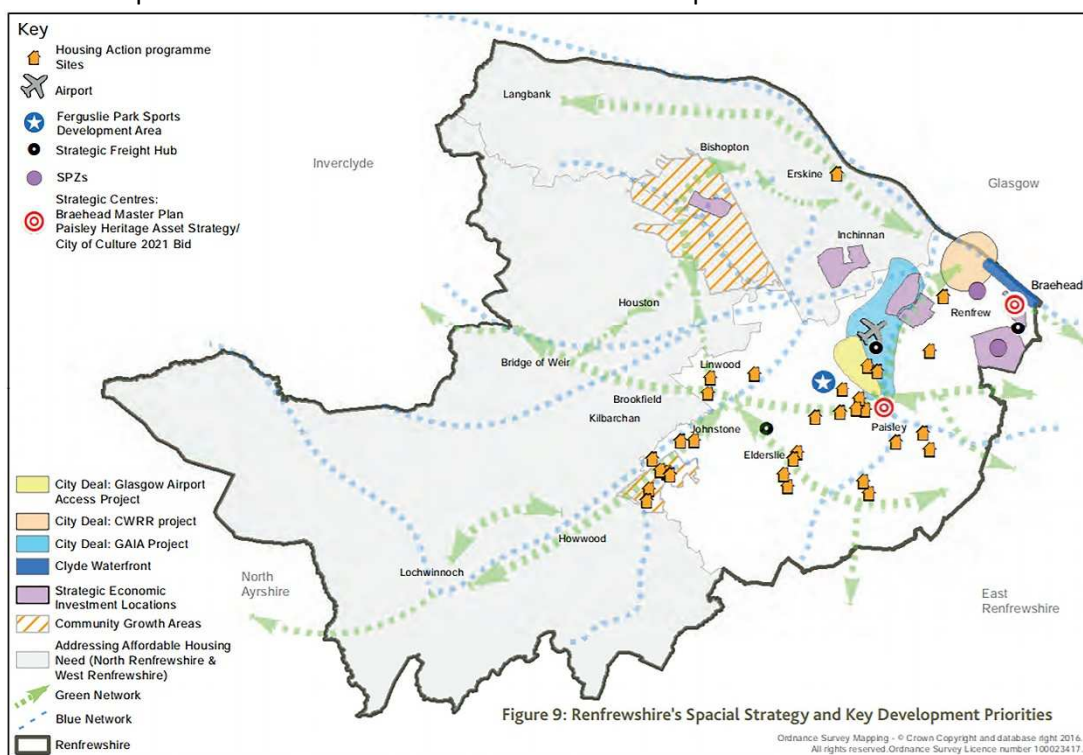 Key
Housing Action programme
Sites
Airport
Ferguslie Park Sports
Development Area
Strategic Freight Hub
SPZs
Strategic Centres:
Braehead Master Plan
Paisley Heritage Asset Strategy/
City of Culture 2021 Bid
Langbank
Bishopton
Inverclyde
Erskine
Glasgow
Inchinnan
Braehead
Houston
Renfrew
Bridge of Weir
Linwood
Brookfield
Kilbarchan
Johnstone
Paisley
Elderslie
Howwood
Lochwinnoch
North
Ayrshire
East
Renfrewshire
City Deal: Glasgow Airport
Access Project
City Deal: CWRR project
City Deal: GAIA Project
Clyde Waterfront
Strategic Economic
Investment Locations
Community Growth Areas
Addressing Affordable Housing
Need (North Renfrewshire &
West Renfrewshire)
Green Network
Blue Network
Renfrewshire
Figure 9: Renfrewshire's Spacial Strategy and Key Development Priorities
Ordnance Survey Mapping - © Crown Copyright and database right 2016.
All rights reserved.Ordnance Survey Licence number 100023417.